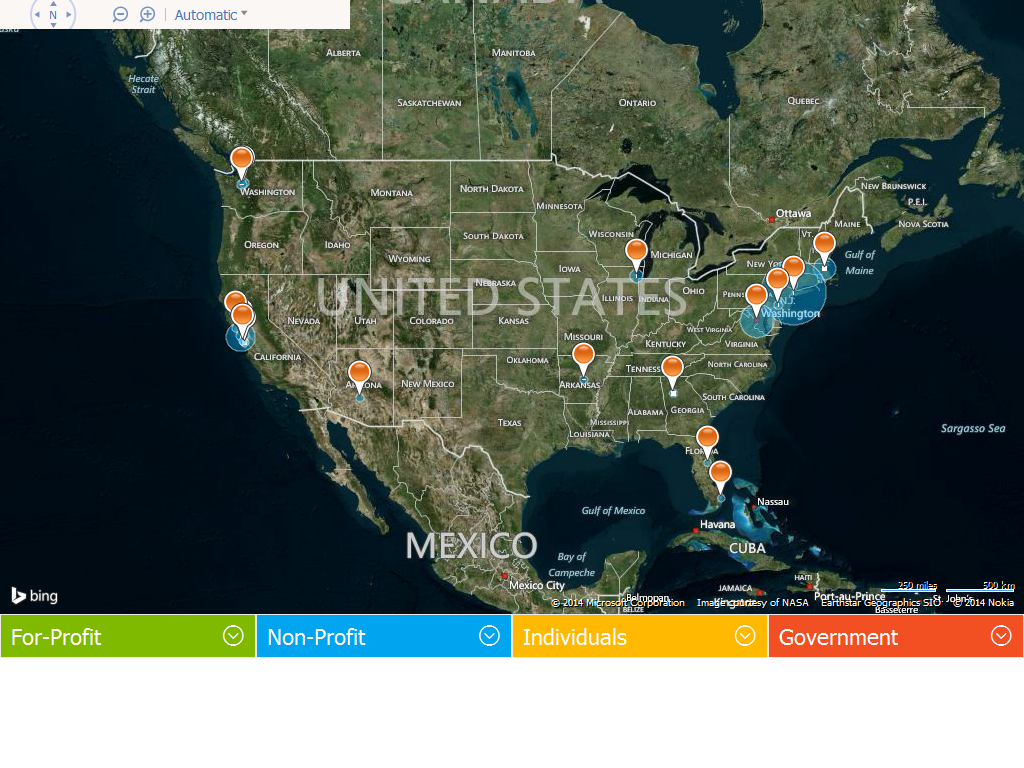 CANADA
N
Automatic
ALBERTA
MANITOBA
Hecate
Strait
SASKATCHEWAN
ONTARIO
QUEBEC
WASHINGTON
MONTANA
NORTH DAKOTA
MINNESOTA
NEW BRUNSWICK
P.E.I.
Ottawa
MAINE
NOVA SCOTIA
VT
OREGON
IDAHO
SOUTH DAKOTA
WISCONSIN
MICHIGAN
Gulf of
Maine
WYOMING
IOWA
NEW YO
NEBRASKA
UNITED STATES
ILLINOIS
INDIANA
OHIO
PENN
N.J.
Washington
NEVADA
UTAH
COLORADO
KANSAS
MISSOURI
WEST VIRGINIA
VIRGINIA
KENTUCKY
CALIFORNIA
OKLAHOMA
TENNESS
NORTH CAROLINA
ARIZONA
NEW MEXICO
ARKANSAS
SOUTH CAROLINA
ALABAMA
GEORGIA
TEXAS
MISSISSIPPI
LOUISIANA
Sargasso Sea
FLORIDA
Nassau
Gulf of Mexico
Havana
MEXICO
CUBA
Bay of
Campeche
Mexico City
HAITI
JAMAICA
250 miles
500 km
bing
Belmopan
BELIZE
Kingston
Port-au-Prince
St. John's
Basseterre
© 2014 Microsoft Corporation
Image courtesy of NASA
Earthstar Geographics SIO
© 2014 Nokia
For-Profit
Non-Profit
Individuals
Government